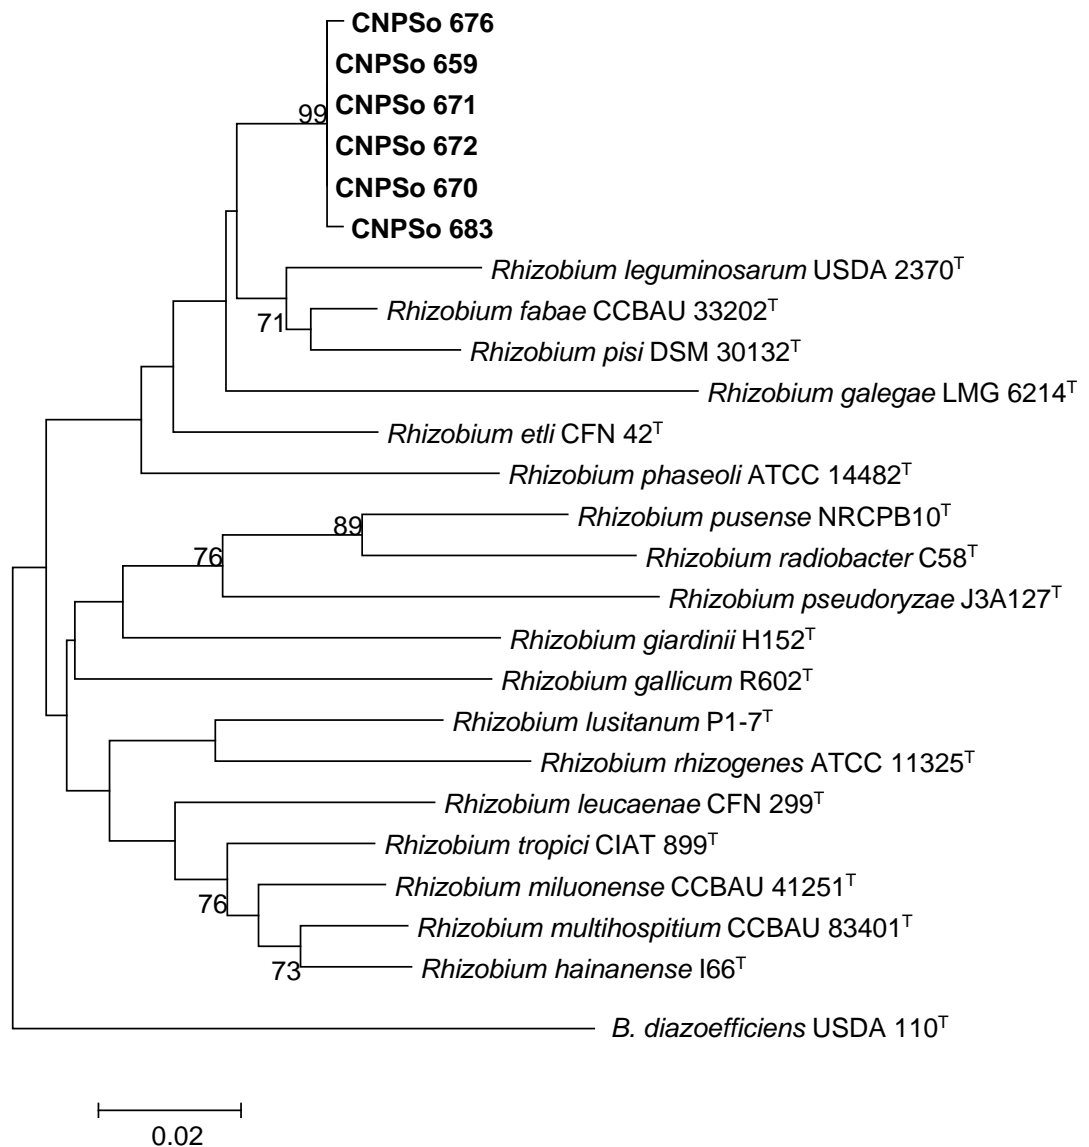 CNPSo 676
CNPSo 659
99 CNPSo 671
CNPSo 672
CNPSo 670
CNPSo 683
Rhizobium leguminosarum USDA 2370ᵀ
Rhizobium fabae CCBAU 33202ᵀ
71
Rhizobium pisi DSM 30132ᵀ
Rhizobium galegae LMG 6214ᵀ
Rhizobium etli CFN 42ᵀ
Rhizobium phaseoli ATCC 14482ᵀ
89 Rhizobium pusense NRCPB10ᵀ
76 Rhizobium radiobacter C58ᵀ
Rhizobium pseudoryzae J3A127ᵀ
Rhizobium giardinii H152ᵀ
Rhizobium gallicum R602ᵀ
Rhizobium lusitanum P1-7ᵀ
Rhizobium rhizogenes ATCC 11325ᵀ
Rhizobium leucaenae CFN 299ᵀ
Rhizobium tropici CIAT 899ᵀ
Rhizobium miluonense CCBAU 41251ᵀ
76
Rhizobium multihospitium CCBAU 83401ᵀ
73 Rhizobium hainanense I66ᵀ
B. diazoefficiens USDA 110ᵀ
0.02